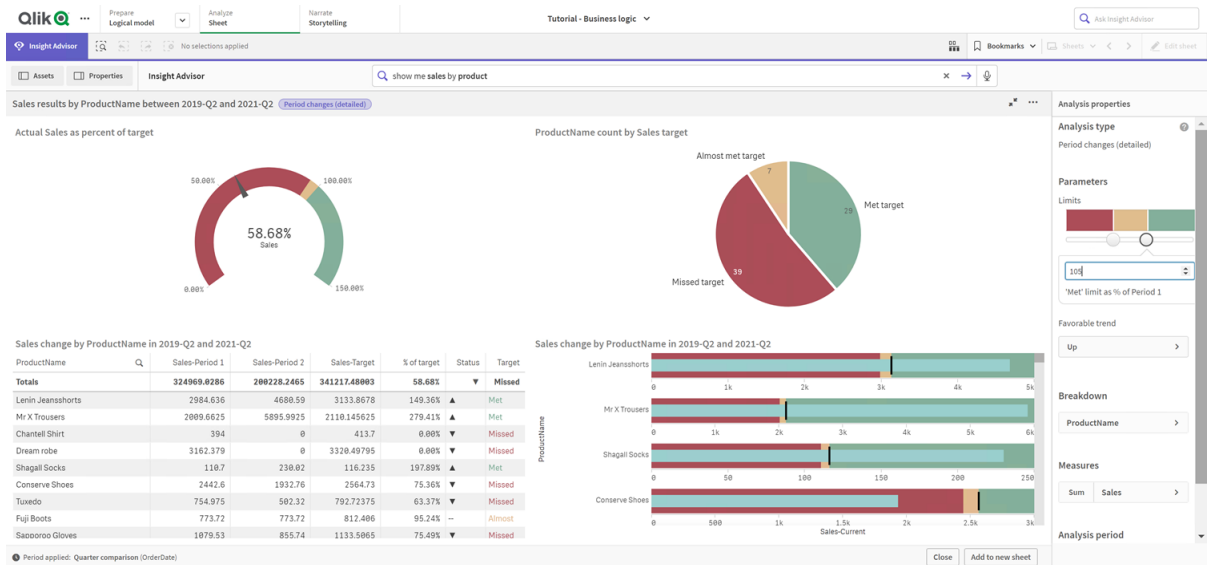 Qlik
Prepare
Logical model
Analyze
Sheet
Narrate
Storytelling
Tutorial - Business logic
Ask Insight Advisor
Insight Advisor
No selections applied
Bookmarks
Sheets
Edit sheet
Assets
Properties
Insight Advisor
show me sales by product
Sales results by ProductName between 2019-Q2 and 2021-Q2 Period changes (detailed)
Actual Sales as percent of target
50.00% 100.00%
58.68%
Sales
0.00% 150.00%
ProductName count by Sales target
Almost met target
7
29
Met target
39
Missed target
Sales change by ProductName in 2019-Q2 and 2021-Q2
ProductName Sales-Period 1 Sales-Period 2 Sales-Target % of target Status Target
Totals 324969.0286 200228.2465 341217.48003 58.68% ▼ Missed
Lenin Jeansshorts 2984.636 4680.59 3133.8678 149.36% ▲ Met
Mr X Trousers 2009.6625 5895.9925 2110.145625 279.41% ▲ Met
Chantell Shirt 394 0 413.7 0.00% ▼ Missed
Dream robe 3162.379 0 3320.49795 0.00% ▼ Missed
Shagall Socks 110.7 230.02 116.235 197.89% ▲ Met
Conserve Shoes 2442.6 1932.76 2564.73 75.36% ▼ Missed
Tuxedo 754.975 502.32 792.72375 63.37% ▼ Missed
Fuji Boots 773.72 773.72 812.406 95.24% -- Almost
Sapporoo Gloves 1079.53 855.74 1133.5065 75.49% ▼ Missed
Sales change by ProductName in 2019-Q2 and 2021-Q2
ProductName
Lenin Jeansshorts
0 1k 2k 3k 4k 5k
Mr X Trousers
0 1k 2k 3k 4k 5k 6k
Shagall Socks
0 50 100 150 200 250
Conserve Shoes
0 500 1k 1.5k 2k 2.5k 3k
Sales-Current
Analysis properties
Analysis type
Period changes (detailed)
Parameters
Limits
105
'Met' limit as % of Period 1
Favorable trend
Up
Breakdown
ProductName
Measures
Sum Sales
Analysis period
Period applied: Quarter comparison (OrderDate)
Close
Add to new sheet